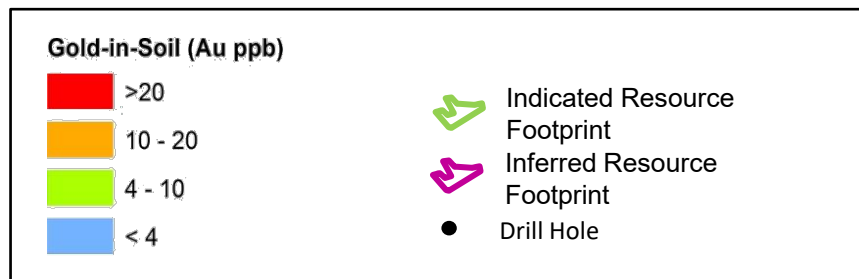 Gold-in-Soil (Au ppb)
>20
10 - 20
4 - 10
< 4
Indicated Resource
Footprint
Inferred Resource
Footprint
Drill Hole